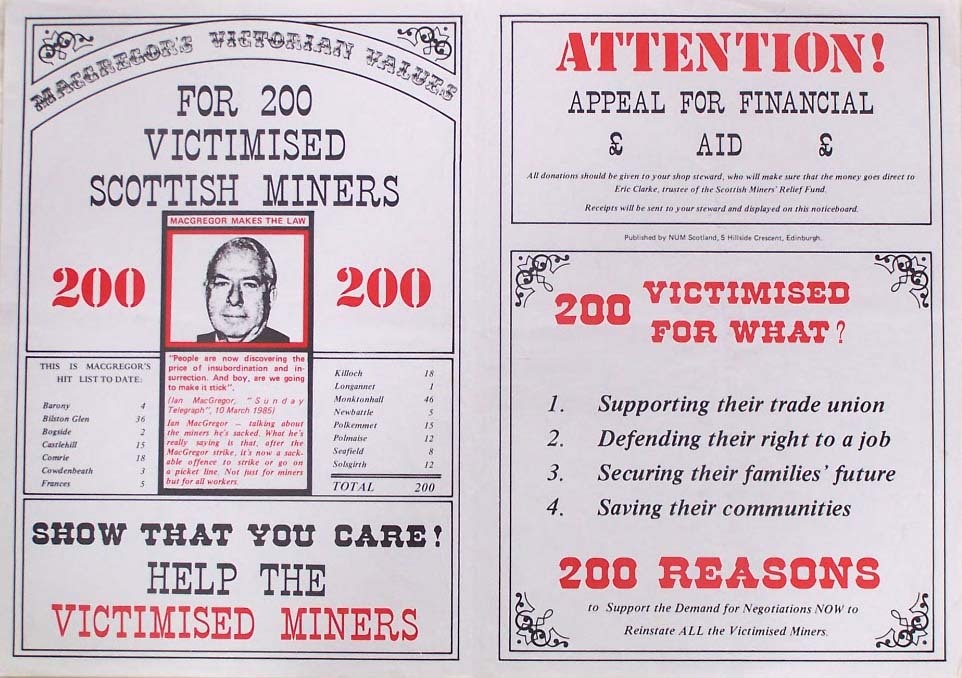 MACGREGOR'S VICTORIAN VALUES
FOR 200
VICTIMISED
SCOTTISH MINERS
MACGREGOR MAKES THE LAW
200
200
THIS IS MACGREGOR'S
HIT LIST TO DATE:
Barony 4
Bilston Glen 36
Bogside 2
Castlehill 15
Comrie 18
Cowdenbeath 3
Frances 5
"People are now discovering the
price of insubordination and in-
surrection. And boy, are we going
to make it stick".
(Ian MacGregor, "Sunday
Telegraph", 10 March 1985)
Ian MacGregor – talking about
the miners he's sacked. What he's
really saying is that, after the
MacGregor strike, it's now a sack-
able offence to strike or go on
a picket line. Not just for miners
but for all workers.
Killoch 18
Longannet 1
Monktonhall 46
Newbattle 5
Polkemmet 15
Polmaise 12
Seafield 8
Solsgirth 12
TOTAL 200
SHOW THAT YOU CARE!
HELP THE
VICTIMISED MINERS
ATTENTION!
APPEAL FOR FINANCIAL
£ AID £
All donations should be given to your shop steward, who will make sure that the money goes direct to
Eric Clarke, trustee of the Scottish Miners' Relief Fund.
Receipts will be sent to your steward and displayed on this noticeboard.
Published by NUM Scotland, 5 Hillside Crescent, Edinburgh.
200 VICTIMISED
FOR WHAT?
1. Supporting their trade union
2. Defending their right to a job
3. Securing their families' future
4. Saving their communities
200 REASONS
to Support the Demand for Negotiations NOW to
Reinstate ALL the Victimised Miners.